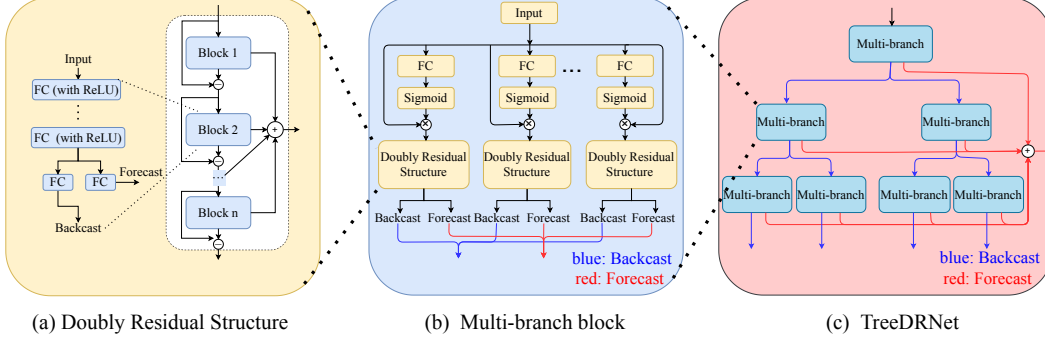 Input
FC (with ReLU)
FC (with ReLU)
FC FC
Forecast
Backcast
Block 1
Block 2
Block n
(a) Doubly Residual Structure
Input
FC FC ... FC
Sigmoid Sigmoid Sigmoid
Doubly Residual Structure
Doubly Residual Structure
Doubly Residual Structure
Backcast Forecast Backcast Forecast Backcast Forecast
blue: Backcast
red: Forecast
(b) Multi-branch block
Multi-branch
Multi-branch Multi-branch
Multi-branch Multi-branch Multi-branch Multi-branch
blue: Backcast
red: Forecast
(c) TreeDRNet